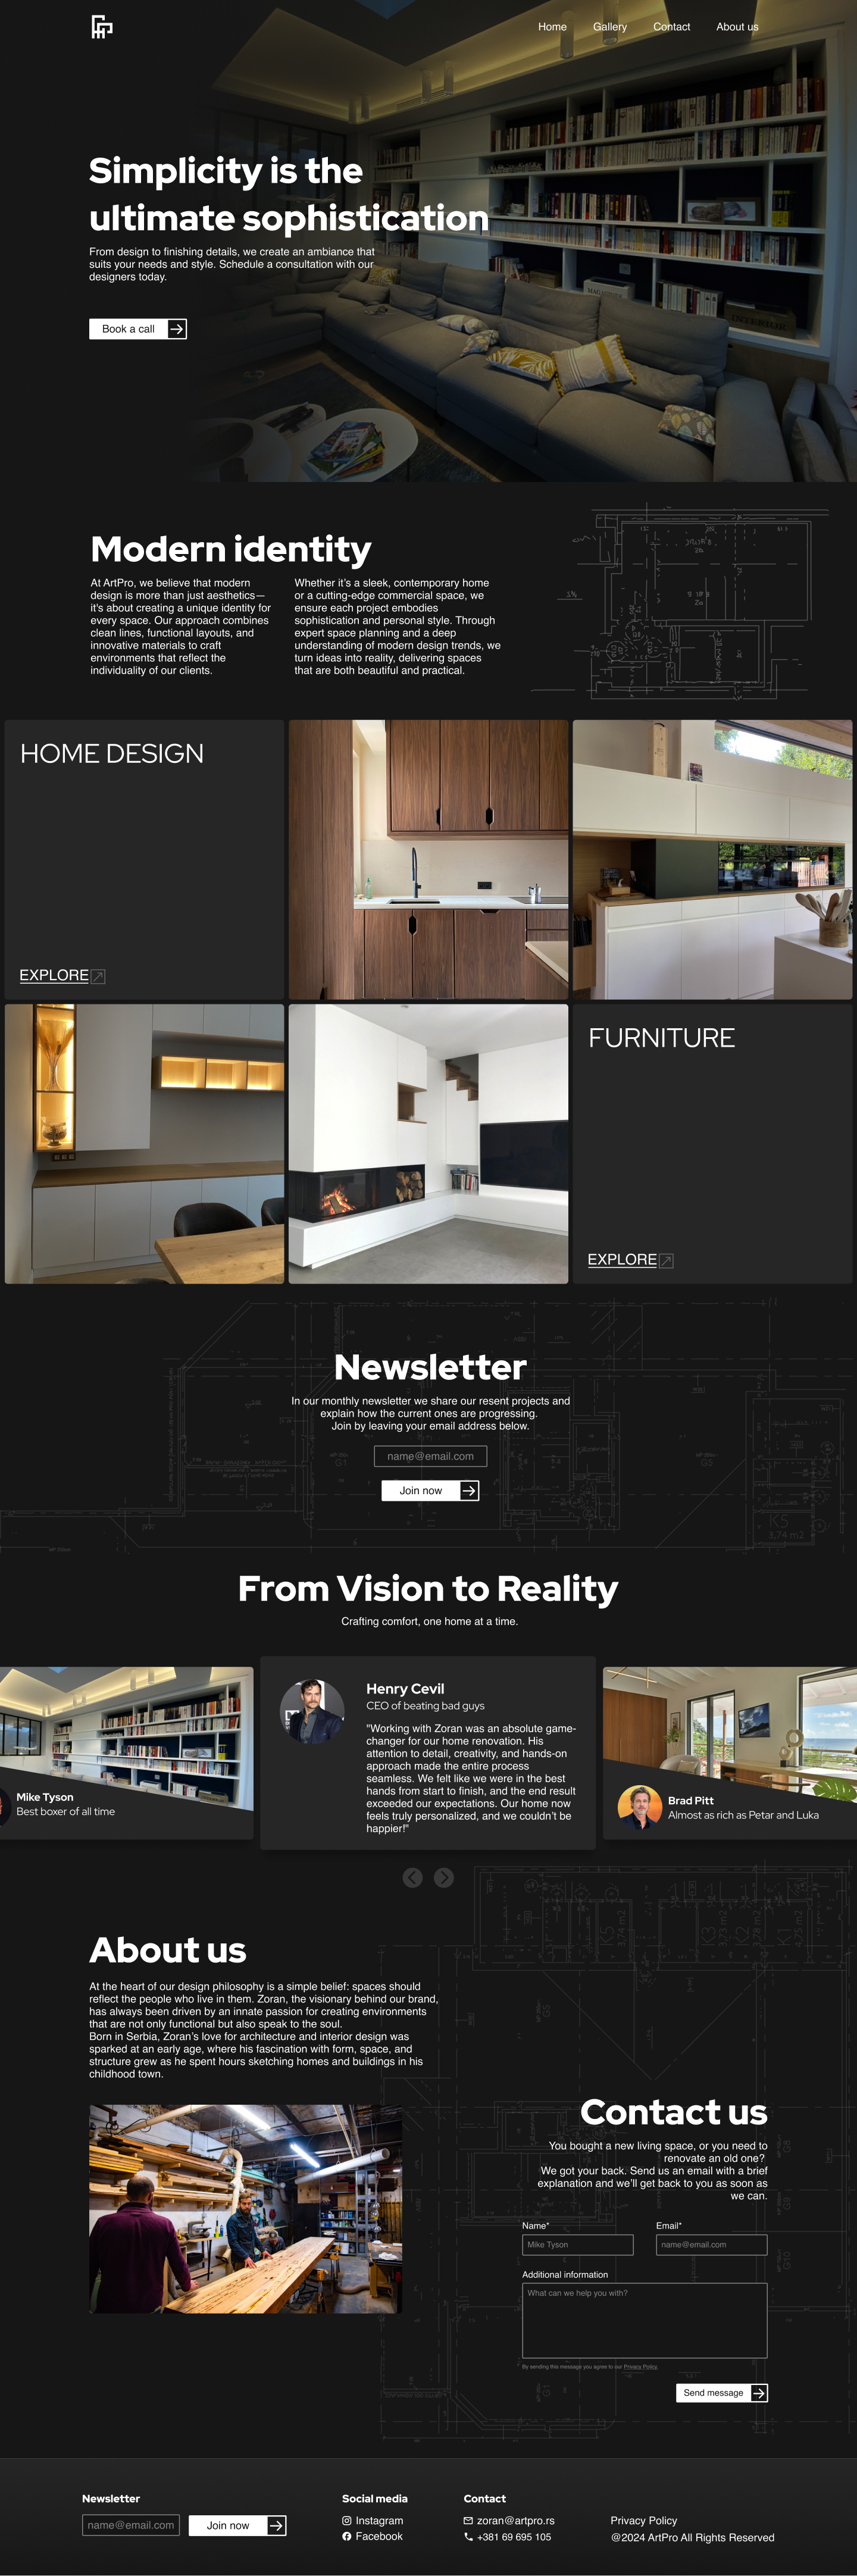 Home Gallery Contact About us
Simplicity is the
ultimate sophistication
From design to finishing details, we create an ambiance that
suits your needs and style. Schedule a consultation with our
designers today.
Book a call
Modern identity
At ArtPro, we believe that modern
design is more than just aesthetics—
it's about creating a unique identity for
every space. Our approach combines
clean lines, functional layouts, and
innovative materials to craft
environments that reflect the
individuality of our clients.
Whether it's a sleek, contemporary home
or a cutting-edge commercial space, we
ensure each project embodies
sophistication and personal style. Through
expert space planning and a deep
understanding of modern design trends, we
turn ideas into reality, delivering spaces
that are both beautiful and practical.
HOME DESIGN
EXPLORE
FURNITURE
EXPLORE
Newsletter
In our monthly newsletter we share our resent projects and
explain how the current ones are progressing.
Join by leaving your email address below.
name@email.com
Join now
K5
3.74 m2
From Vision to Reality
Crafting comfort, one home at a time.
Mike Tyson
Best boxer of all time
Henry Cevil
CEO of beating bad guys
"Working with Zoran was an absolute game-
changer for our home renovation. His
attention to detail, creativity, and hands-on
approach made the entire process
seamless. We felt like we were in the best
hands from start to finish, and the end result
exceeded our expectations. Our home now
feels truly personalized, and we couldn't be
happier!"
Brad Pitt
Almost as rich as Petar and Luka
About us
At the heart of our design philosophy is a simple belief: spaces should
reflect the people who live in them. Zoran, the visionary behind our brand,
has always been driven by an innate passion for creating environments
that are not only functional but also speak to the soul.
Born in Serbia, Zoran's love for architecture and interior design was
sparked at an early age, where his fascination with form, space, and
structure grew as he spent hours sketching homes and buildings in his
childhood town.
Contact us
You bought a new living space, or you need to
renovate an old one?
We got your back. Send us an email with a brief
explanation and we'll get back to you as soon as
we can.
Name* Email*
Mike Tyson name@email.com
Additional information
What can we help you with?
By sending this message you agree to our Privacy Policy.
Send message
Newsletter
name@email.com Join now
Social media
Instagram
Facebook
Contact
zoran@artpro.rs
+381 69 695 105
Privacy Policy
@2024 ArtPro All Rights Reserved